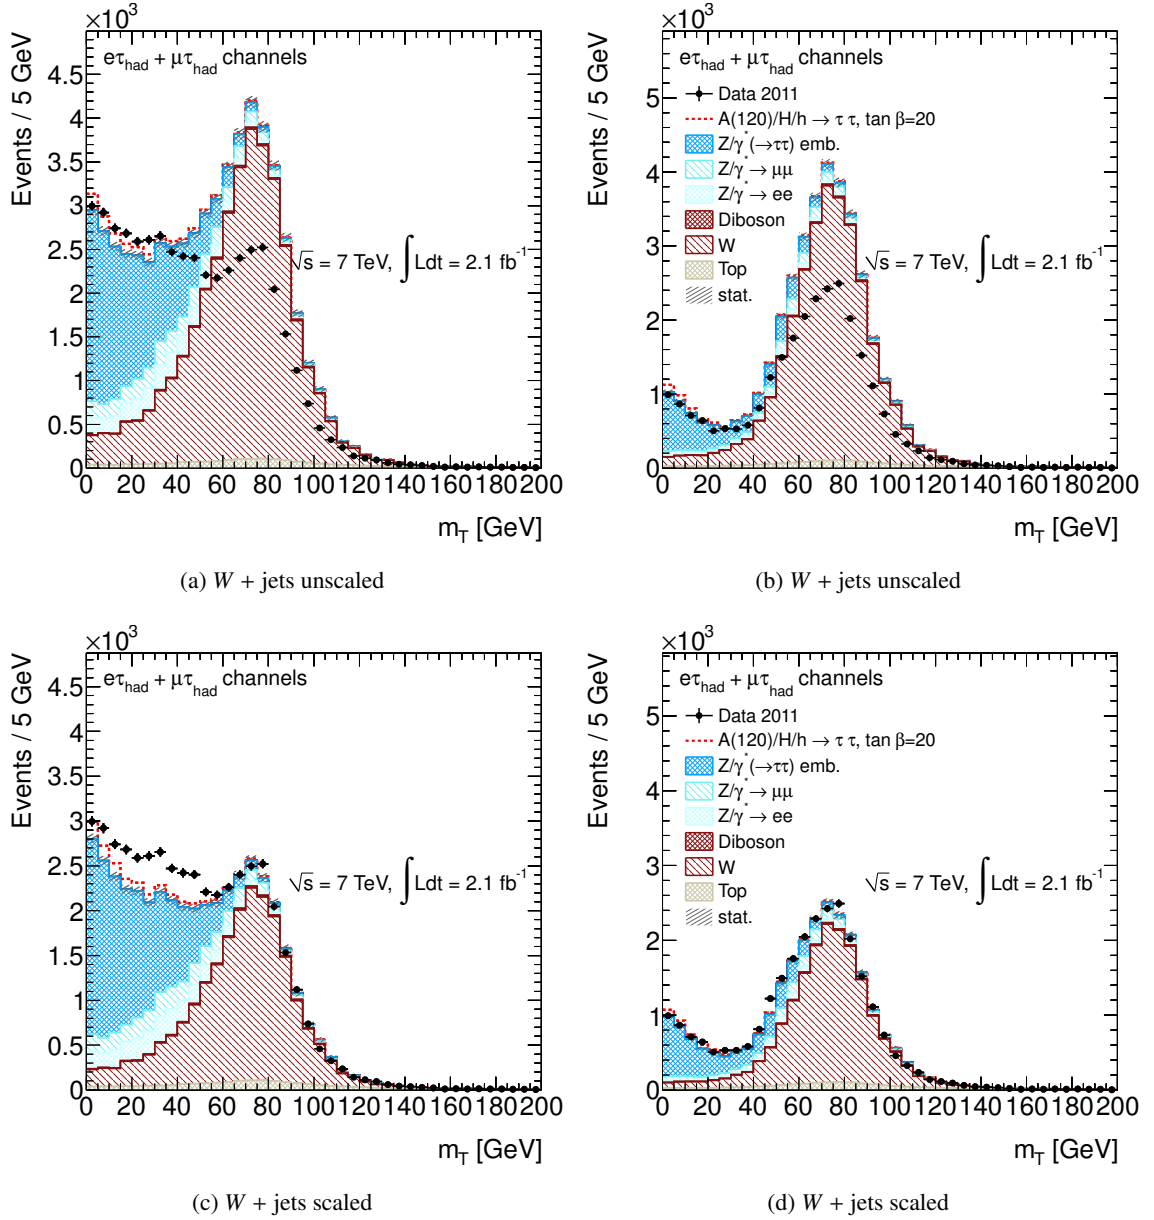 ×10³
Events / 5 GeV
eτhad + μτhad channels
4.5
4
3.5
3
2.5
2
1.5
1
0.5
0
√s = 7 TeV, ∫Ldt = 2.1 fb⁻¹
0 20 40 60 80 100 120 140 160 180 200
mT [GeV]
(a) W + jets unscaled
×10³
Events / 5 GeV
eτhad + μτhad channels
Data 2011
A(120)/H/h → τ τ, tan β=20
Z/γ*(→ττ) emb.
Z/γ* → μμ
Z/γ* → ee
Diboson
W
Top
stat.
5
4
3
2
1
0
√s = 7 TeV, ∫Ldt = 2.1 fb⁻¹
0 20 40 60 80 100 120 140 160 180 200
mT [GeV]
(b) W + jets unscaled
×10³
Events / 5 GeV
eτhad + μτhad channels
4.5
4
3.5
3
2.5
2
1.5
1
0.5
0
√s = 7 TeV, ∫Ldt = 2.1 fb⁻¹
0 20 40 60 80 100 120 140 160 180 200
mT [GeV]
(c) W + jets scaled
×10³
Events / 5 GeV
eτhad + μτhad channels
Data 2011
A(120)/H/h → τ τ, tan β=20
Z/γ*(→ττ) emb.
Z/γ* → μμ
Z/γ* → ee
Diboson
W
Top
stat.
5
4
3
2
1
0
√s = 7 TeV, ∫Ldt = 2.1 fb⁻¹
0 20 40 60 80 100 120 140 160 180 200
mT [GeV]
(d) W + jets scaled